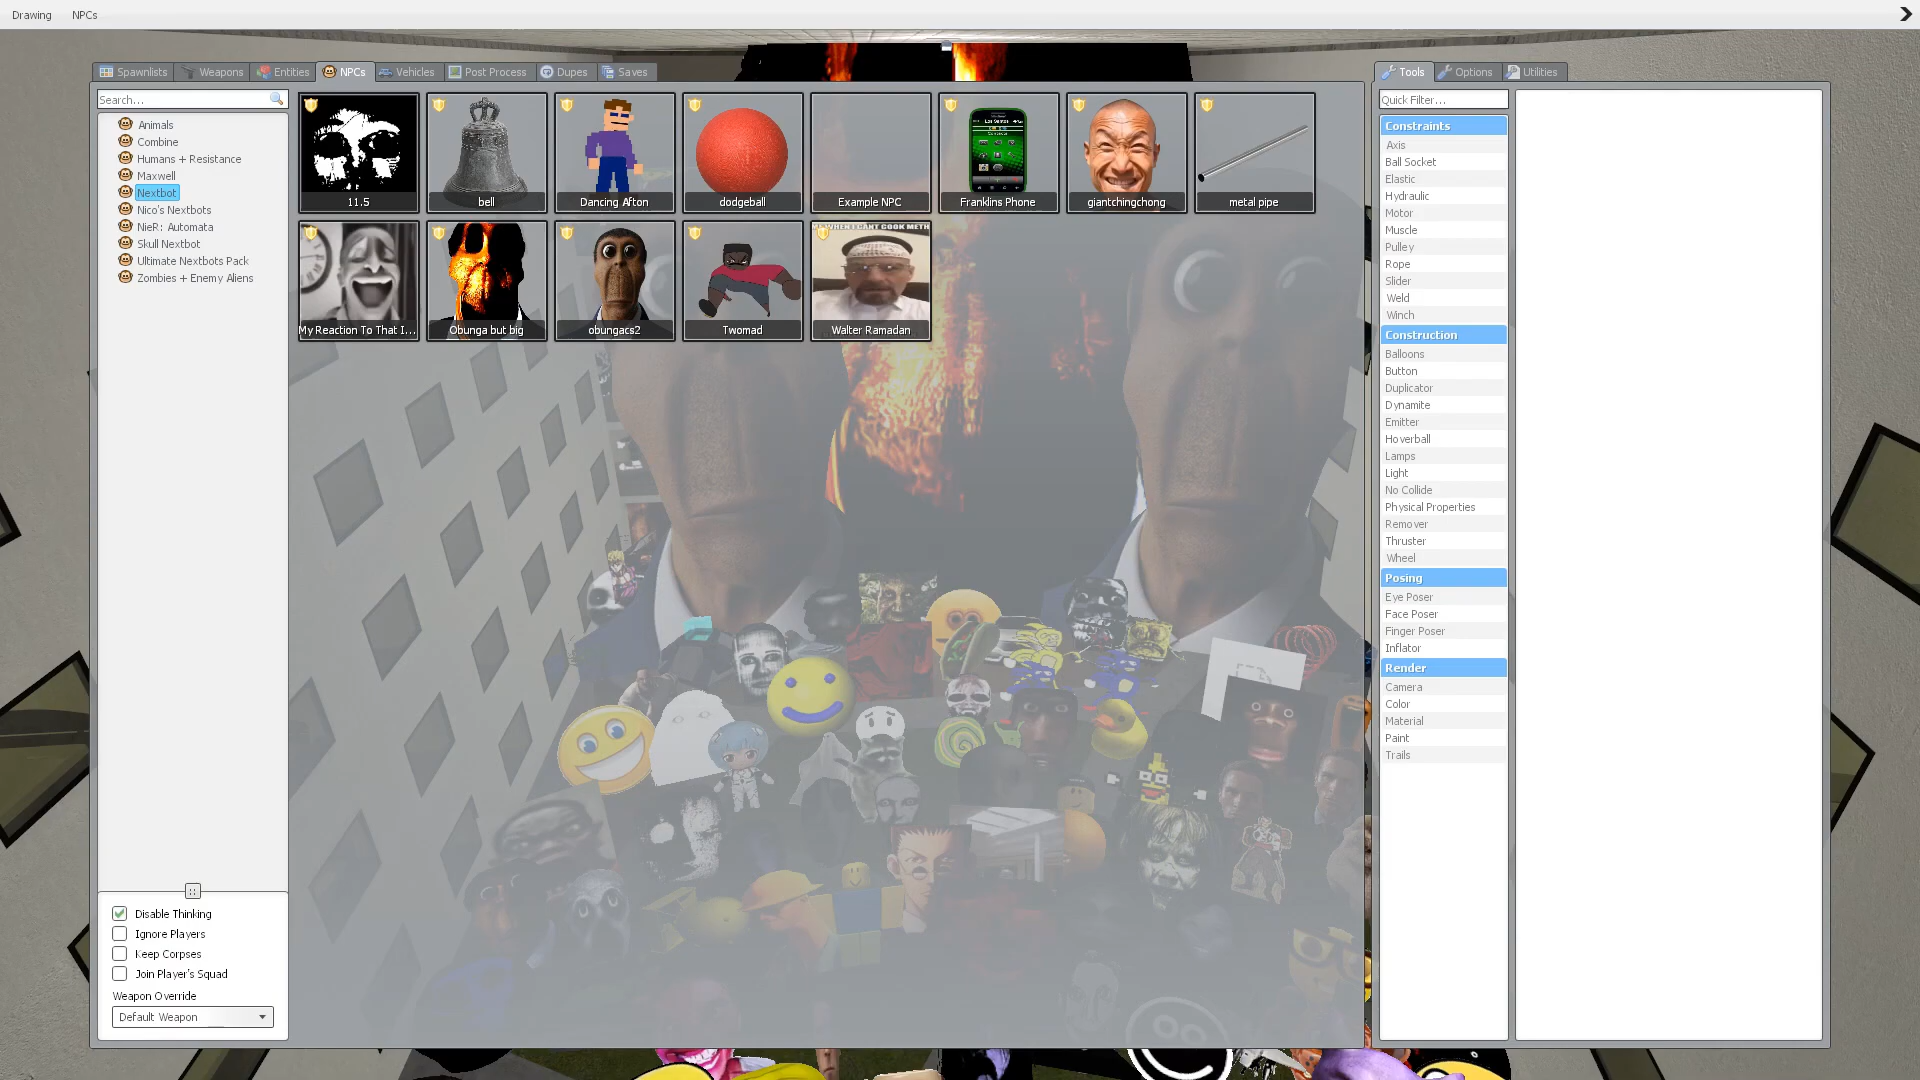 Drawing NPCs
Spawnlists Weapons Entities NPCs Vehicles Post Process Dupes Saves
Tools Options Utilities
Search...
Animals
Combine
Humans + Resistance
Maxwell
Nextbot
Nico's Nextbots
NieR: Automata
Skull Nextbot
Ultimate Nextbots Pack
Zombies + Enemy Aliens
11.5
bell
Dancing Afton
dodgeball
Example NPC
Franklins Phone
giantchingchong
metal pipe
My Reaction To That I...
Obunga but big
obungacs2
Twomad
WHEN I CANT COOK METH
Walter Ramadan
Disable Thinking
Ignore Players
Keep Corpses
Join Player's Squad
Weapon Override
Default Weapon
Quick Filter...
Constraints
Axis
Ball Socket
Elastic
Hydraulic
Motor
Muscle
Pulley
Rope
Slider
Weld
Winch
Construction
Balloons
Button
Duplicator
Dynamite
Emitter
Hoverball
Lamps
Light
No Collide
Physical Properties
Remover
Thruster
Wheel
Posing
Eye Poser
Face Poser
Finger Poser
Inflator
Render
Camera
Color
Material
Paint
Trails